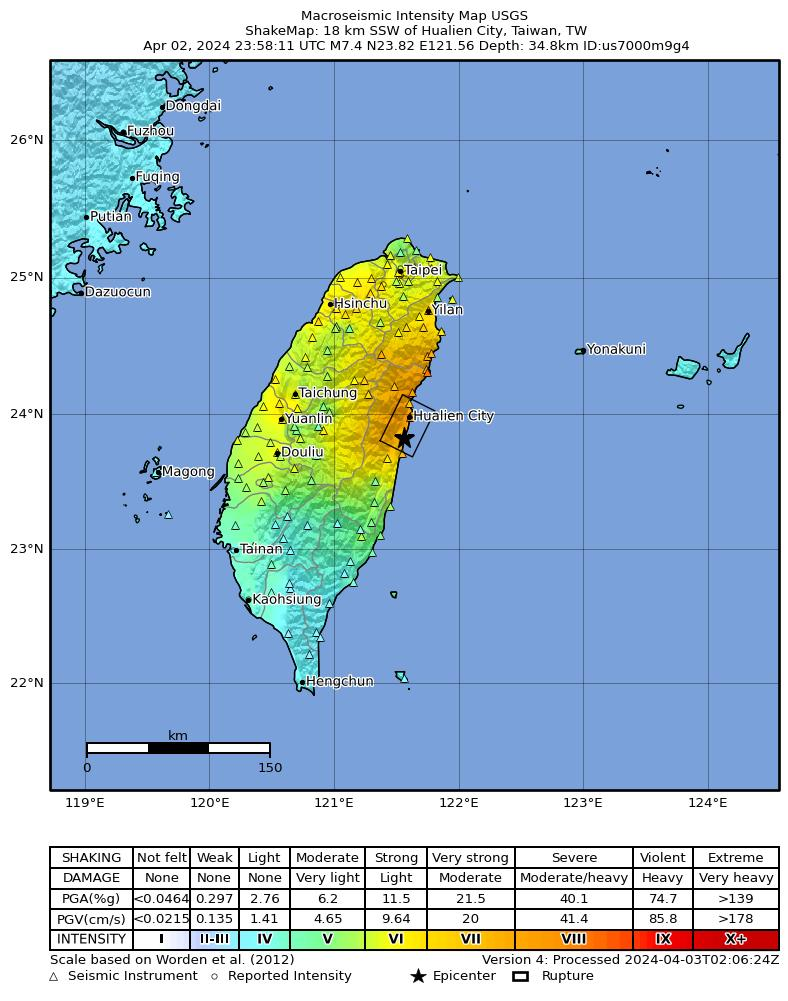 Macroseismic Intensity Map USGS
ShakeMap: 18 km SSW of Hualien City, Taiwan, TW
Apr 02, 2024 23:58:11 UTC M7.4 N23.82 E121.56 Depth: 34.8km ID:us7000m9g4
Dongdai
Fuzhou
26°N
Fuqing
Putian
Taipei
25°N
Dazuocun
Hsinchu
Yilan
Yonakuni
Taichung
24°N
Hualien City
Yuanlin
Douliu
Magong
23°N
Tainan
Kaohsiung
22°N
Hengchun
km
0 150
119°E 120°E 121°E 122°E 123°E 124°E
SHAKING Not felt Weak Light Moderate Strong Very strong Severe Violent Extreme
DAMAGE None None None Very light Light Moderate Moderate/heavy Heavy Very heavy
PGA(%g) <0.0464 0.297 2.76 6.2 11.5 21.5 40.1 74.7 >139
PGV(cm/s) <0.0215 0.135 1.41 4.65 9.64 20 41.4 85.8 >178
INTENSITY I II-III IV V VI VII VIII IX X+
Scale based on Worden et al. (2012) Version 4: Processed 2024-04-03T02:06:24Z
Seismic Instrument Reported Intensity Epicenter Rupture